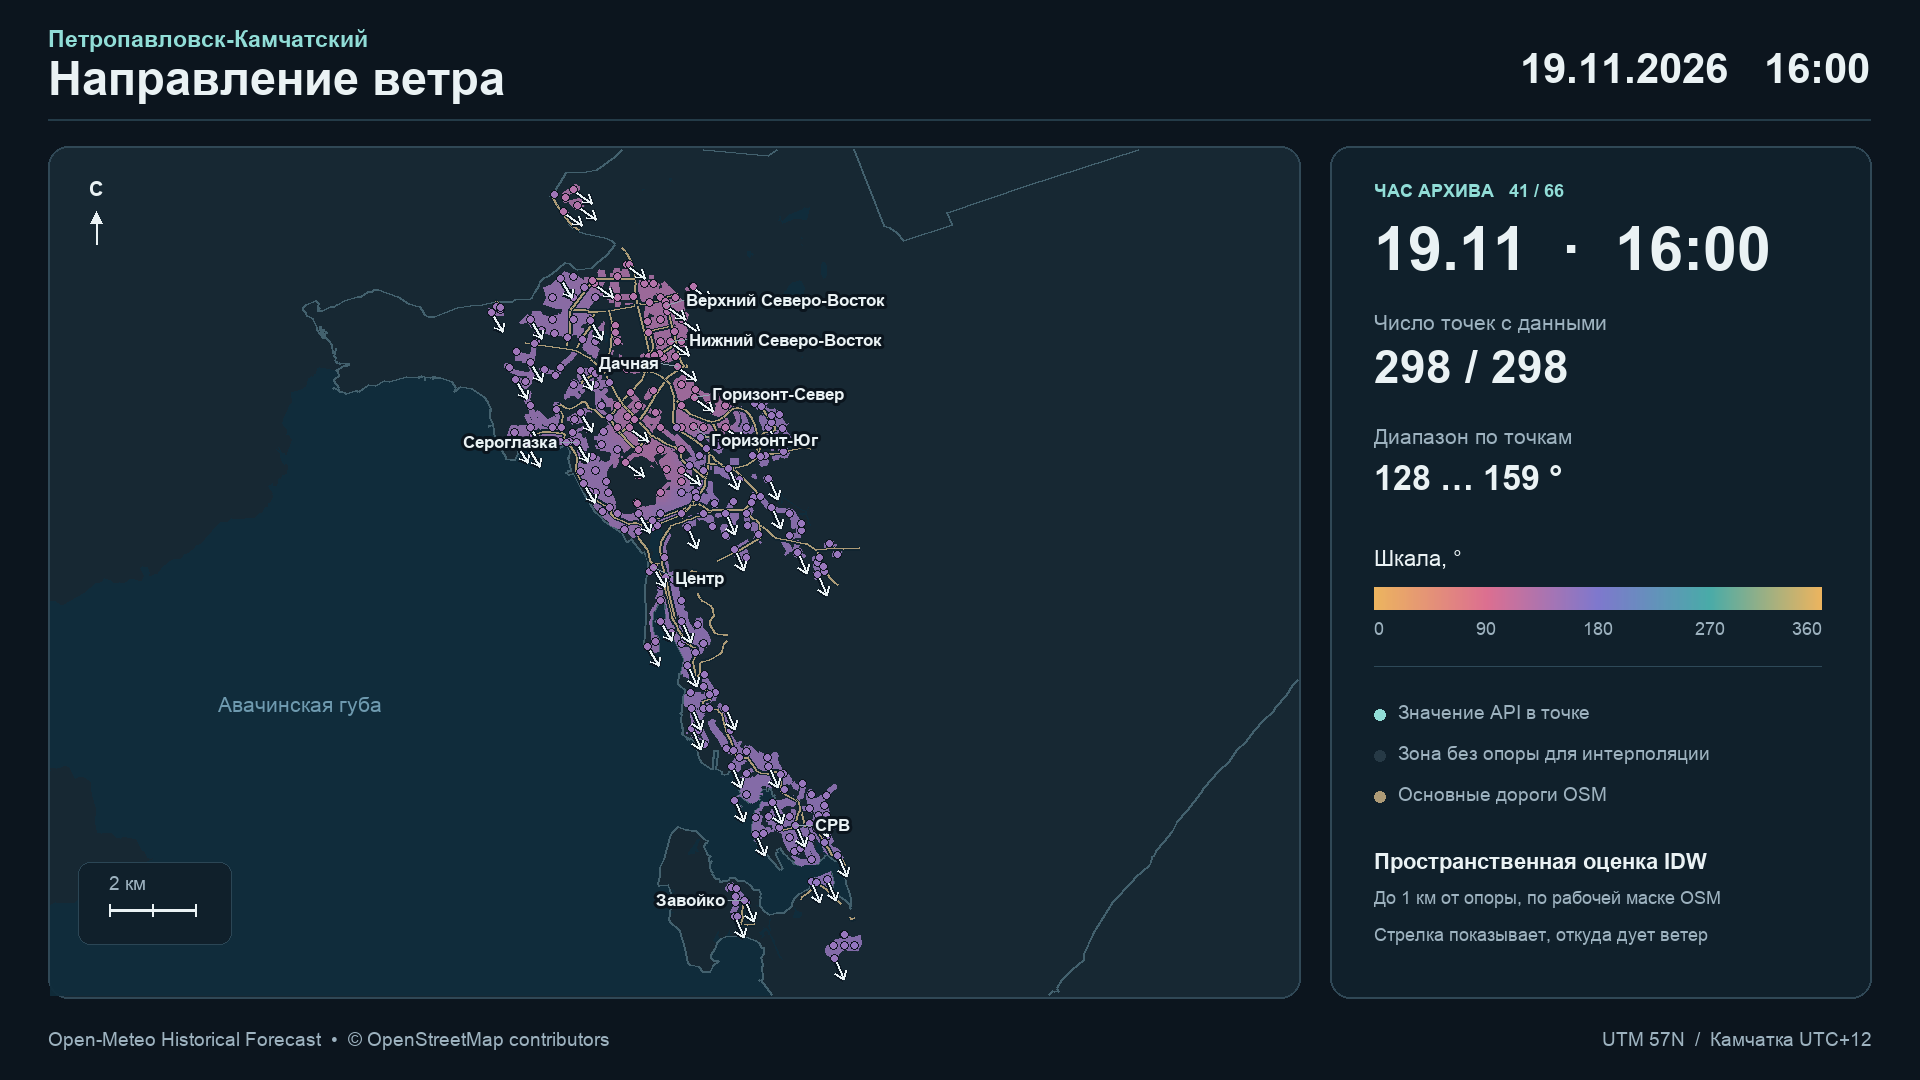 Петропавловск-Камчатский
Направление ветра
19.11.2026 16:00
С
Верхний Северо-Восток
Нижний Северо-Восток
Дачная
Горизонт-Север
Сероглазка
Горизонт-Юг
Центр
Авачинская губа
СРВ
Завойко
2 км
ЧАС АРХИВА 41 / 66
19.11 · 16:00
Число точек с данными
298 / 298
Диапазон по точкам
128 ... 159 °
Шкала, °
0 90 180 270 360
Значение API в точке
Зона без опоры для интерполяции
Основные дороги OSM
Пространственная оценка IDW
До 1 км от опоры, по рабочей маске OSM
Стрелка показывает, откуда дует ветер
Open-Meteo Historical Forecast • © OpenStreetMap contributors
UTM 57N / Камчатка UTC+12